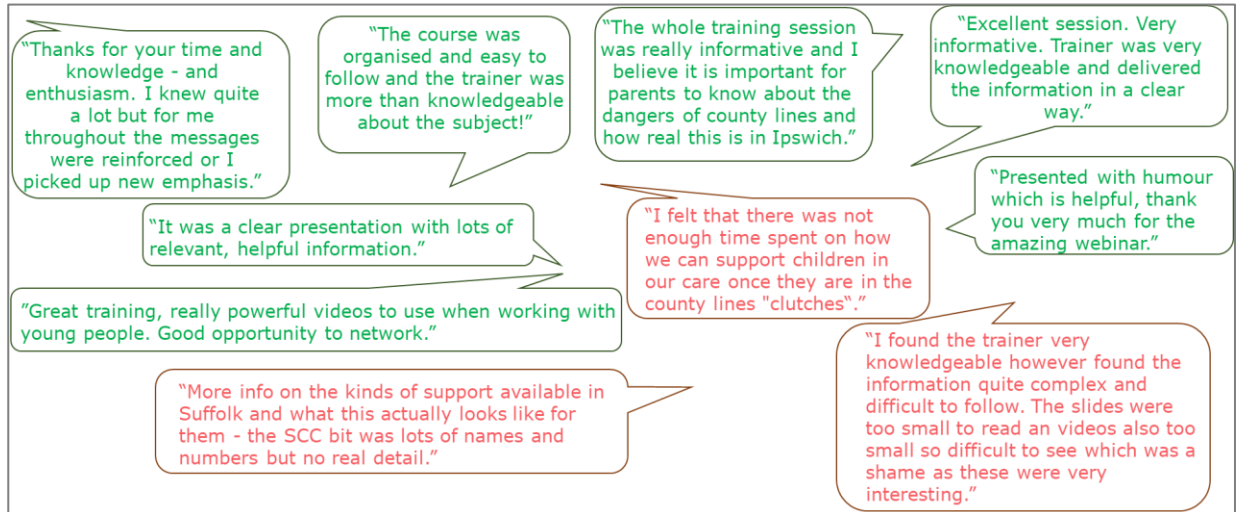 “Thanks for your time and
knowledge - and
enthusiasm. I knew quite
a lot but for me
throughout the messages
were reinforced or I
picked up new emphasis.”
“The course was
organised and easy to
follow and the trainer was
more than knowledgeable
about the subject!”
“The whole training session
was really informative and I
believe it is important for
parents to know about the
dangers of county lines and
how real this is in Ipswich.”
“Excellent session. Very
informative. Trainer was very
knowledgeable and delivered
the information in a clear
way.”
“It was a clear presentation with lots of
relevant, helpful information.”
“I felt that there was not
enough time spent on how
we can support children in
our care once they are in the
county lines "clutches“.”
“Presented with humour
which is helpful, thank
you very much for the
amazing webinar.”
”Great training, really powerful videos to use when working with
young people. Good opportunity to network.”
“More info on the kinds of support available in
Suffolk and what this actually looks like for
them - the SCC bit was lots of names and
numbers but no real detail.”
“I found the trainer very
knowledgeable however found the
information quite complex and
difficult to follow. The slides were
too small to read an videos also too
small so difficult to see which was a
shame as these were very
interesting.”